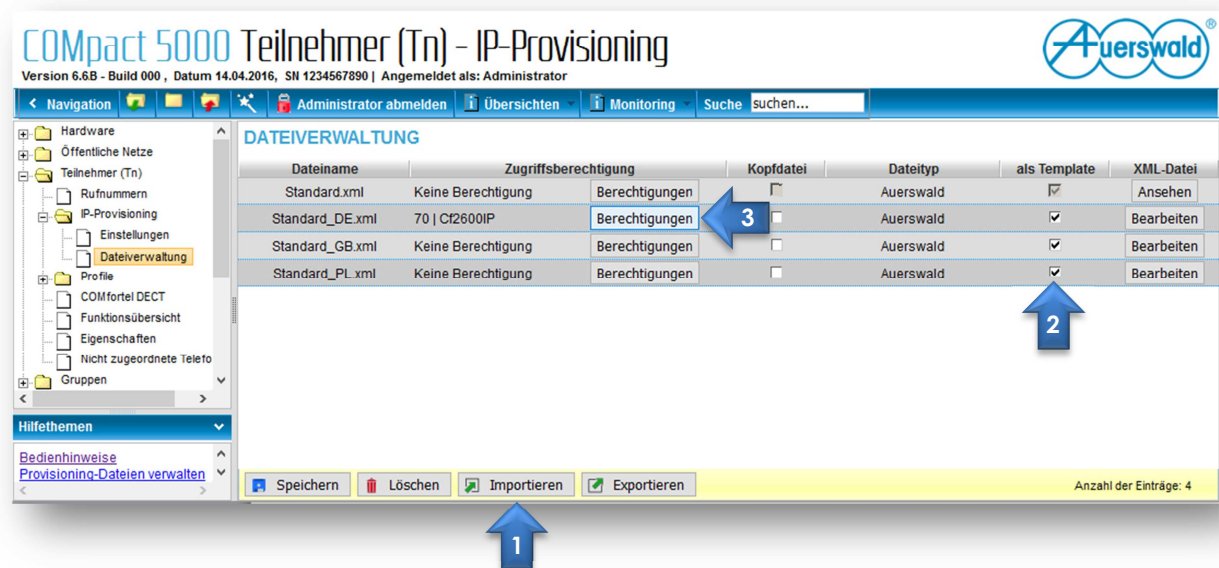 COMpact 5000 Teilnehmer (Tn) - IP-Provisioning
Auerswald®
Version 6.6B - Build 000 , Datum 14.04.2016, SN 1234567890 | Angemeldet als: Administrator
< Navigation Administrator abmelden Übersichten Monitoring Suche suchen...
Hardware
Öffentliche Netze
Teilnehmer (Tn)
Rufnummern
IP-Provisioning
Einstellungen
Dateiverwaltung
Profile
COMfortel DECT
Funktionsübersicht
Eigenschaften
Nicht zugeordnete Telefo
Gruppen
Hilfethemen
Bedienhinweise
Provisioning-Dateien verwalten
DATEIVERWALTUNG
Dateiname Zugriffsberechtigung Kopfdatei Dateityp als Template XML-Datei
Standard.xml Keine Berechtigung Berechtigungen Auerswald Ansehen
Standard_DE.xml 70 | Cf2600IP Berechtigungen 3 Auerswald Bearbeiten
Standard_GB.xml Keine Berechtigung Berechtigungen Auerswald Bearbeiten
Standard_PL.xml Keine Berechtigung Berechtigungen Auerswald Bearbeiten
2
Speichern Löschen Importieren Exportieren Anzahl der Einträge: 4
1